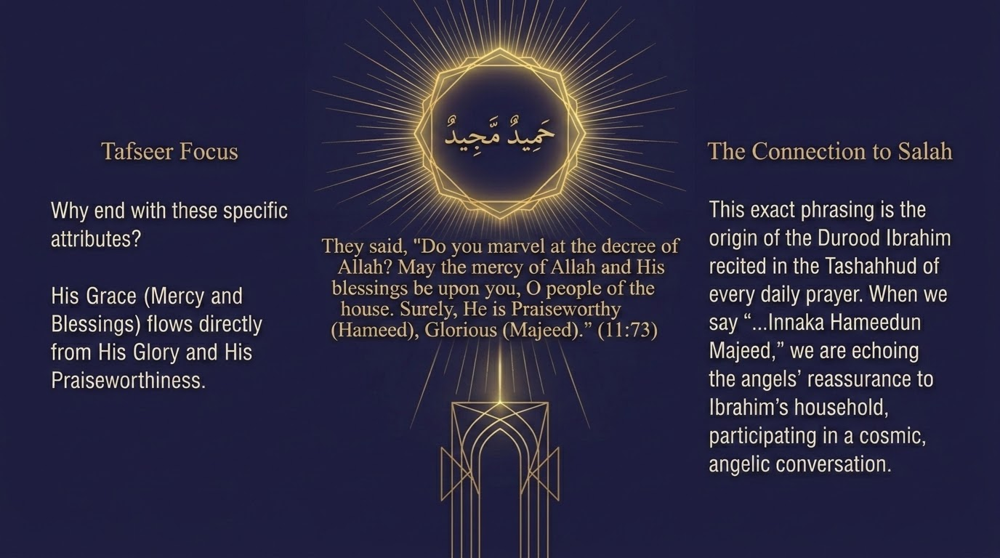 Tafseer Focus
Why end with these specific
attributes?
His Grace (Mercy and
Blessings) flows directly
from His Glory and His
Praiseworthiness.
حَمِيدٌ مَّجِيدٌ
They said, "Do you marvel at the decree of
Allah? May the mercy of Allah and His
blessings be upon you, O people of the
house. Surely, He is Praiseworthy
(Hameed), Glorious (Majeed).” (11:73)
The Connection to Salah
This exact phrasing is the
origin of the Durood Ibrahim
recited in the Tashahhud of
every daily prayer. When we
say “...Innaka Hameedun
Majeed,” we are echoing
the angels’ reassurance to
Ibrahim’s household,
participating in a cosmic,
angelic conversation.